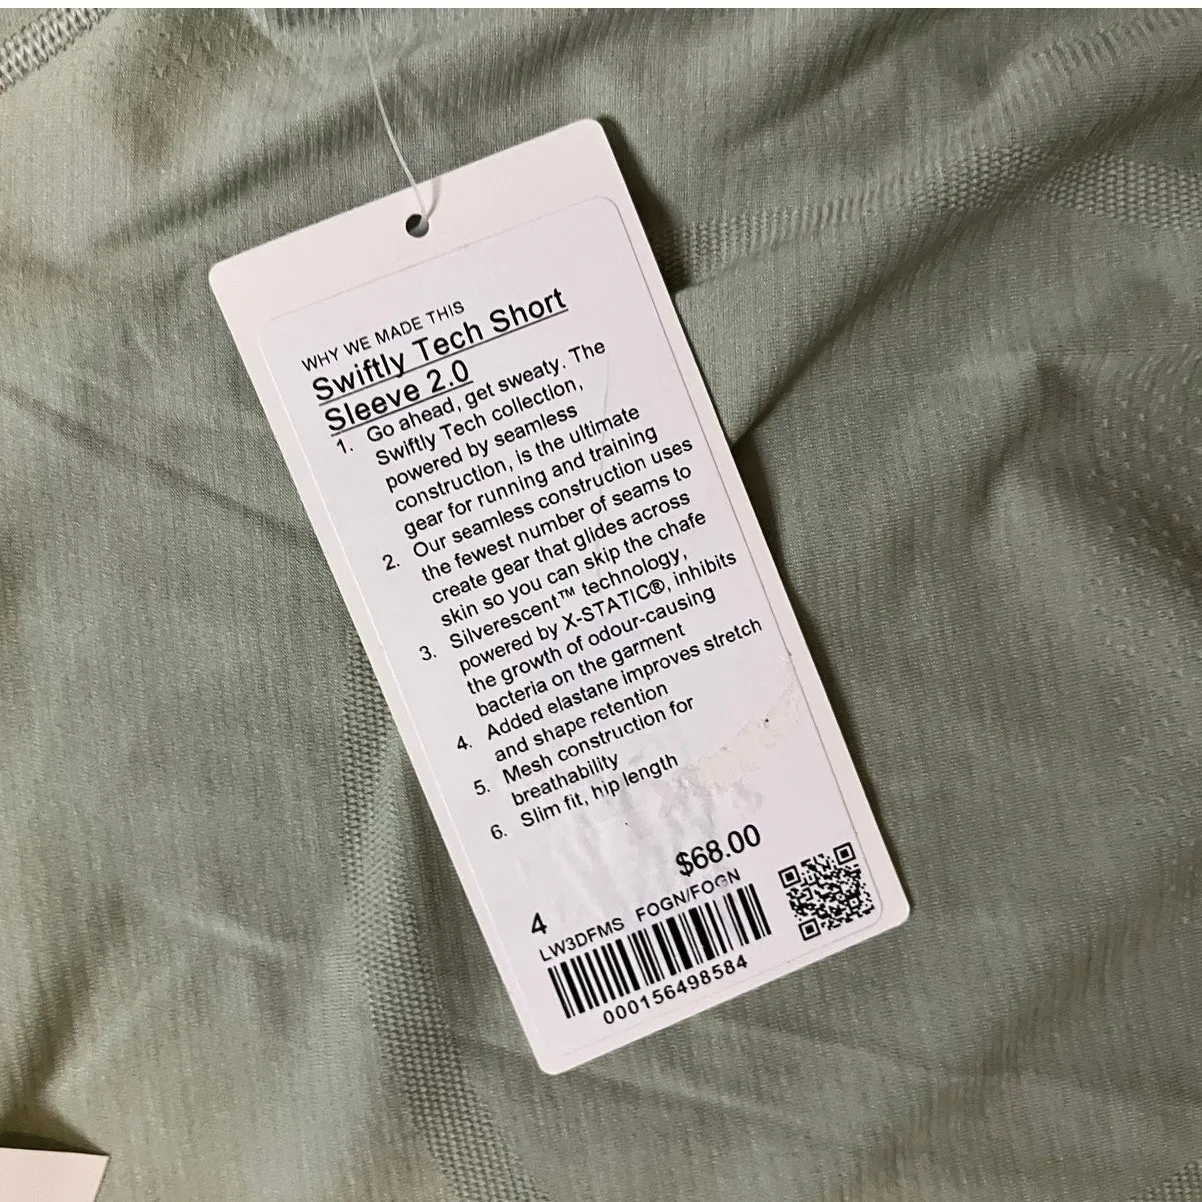 WHY WE MADE THIS
Swiftly Tech Short
Sleeve 2.0
1. Go ahead, get sweaty. The
Swiftly Tech collection,
powered by seamless
construction, is the ultimate
gear for running and training
2. Our seamless construction uses
the fewest number of seams to
create gear that glides across
skin so you can skip the chafe
3. Silverescent™ technology,
powered by X-STATIC®, inhibits
the growth of odour-causing
bacteria on the garment
4. Added elastane improves stretch
and shape retention
5. Mesh construction for
breathability
6. Slim fit, hip length
$68.00
4
LW3DFMS FOGN/FOGN
000156498584